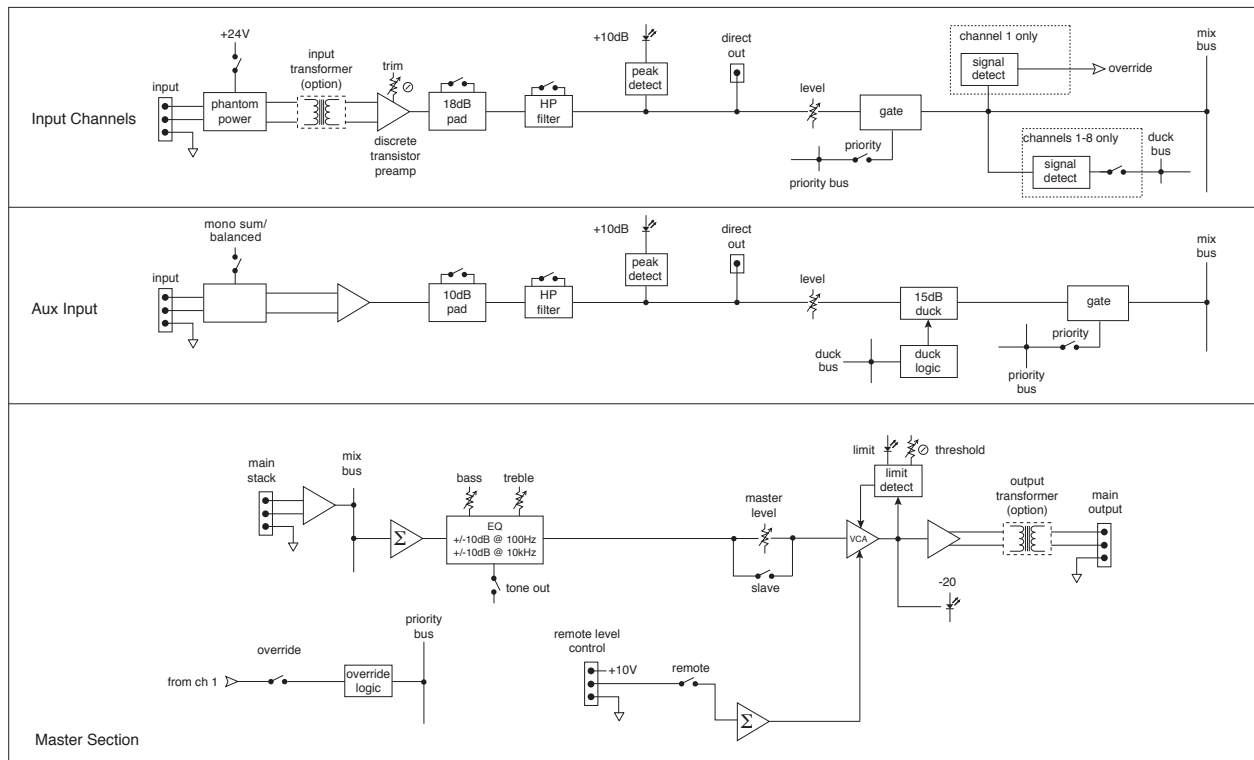 Input Channels
input
+24V
phantom
power
input
transformer
(option)
trim
discrete
transistor
preamp
18dB
pad
HP
filter
+10dB
peak
detect
direct
out
level
gate
priority
priority bus
channel 1 only
signal
detect
override
channels 1-8 only
signal
detect
duck
bus
mix
bus
Aux Input
input
mono sum/
balanced
10dB
pad
HP
filter
+10dB
peak
detect
direct
out
level
15dB
duck
duck
bus
duck
logic
gate
priority
priority
bus
mix
bus
main
stack
mix
bus
Σ
bass
treble
EQ
+/-10dB @ 100Hz
+/-10dB @ 10kHz
tone out
master
level
slave
VCA
limit
threshold
limit
detect
-20
output
transformer
(option)
main
output
from ch 1
override
override
logic
priority
bus
remote level
control
+10V
remote
Σ
Master Section